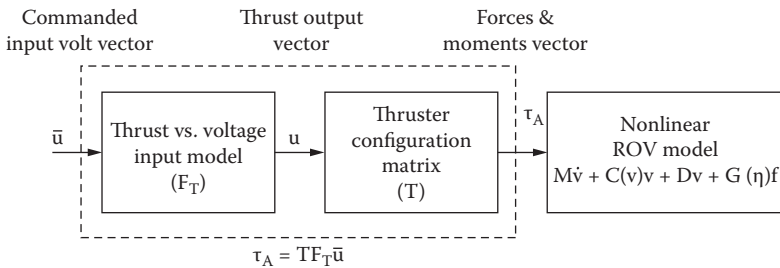 Commanded
input volt vector
Thrust output
vector
Forces &
moments vector
ū
Thrust vs. voltage
input model
(F_T)
u
Thruster
configuration
matrix
(T)
τ_A
Nonlinear
ROV model
Mv̇ + C(v)v + Dv + G (η)f
τ_A = TF_Tū